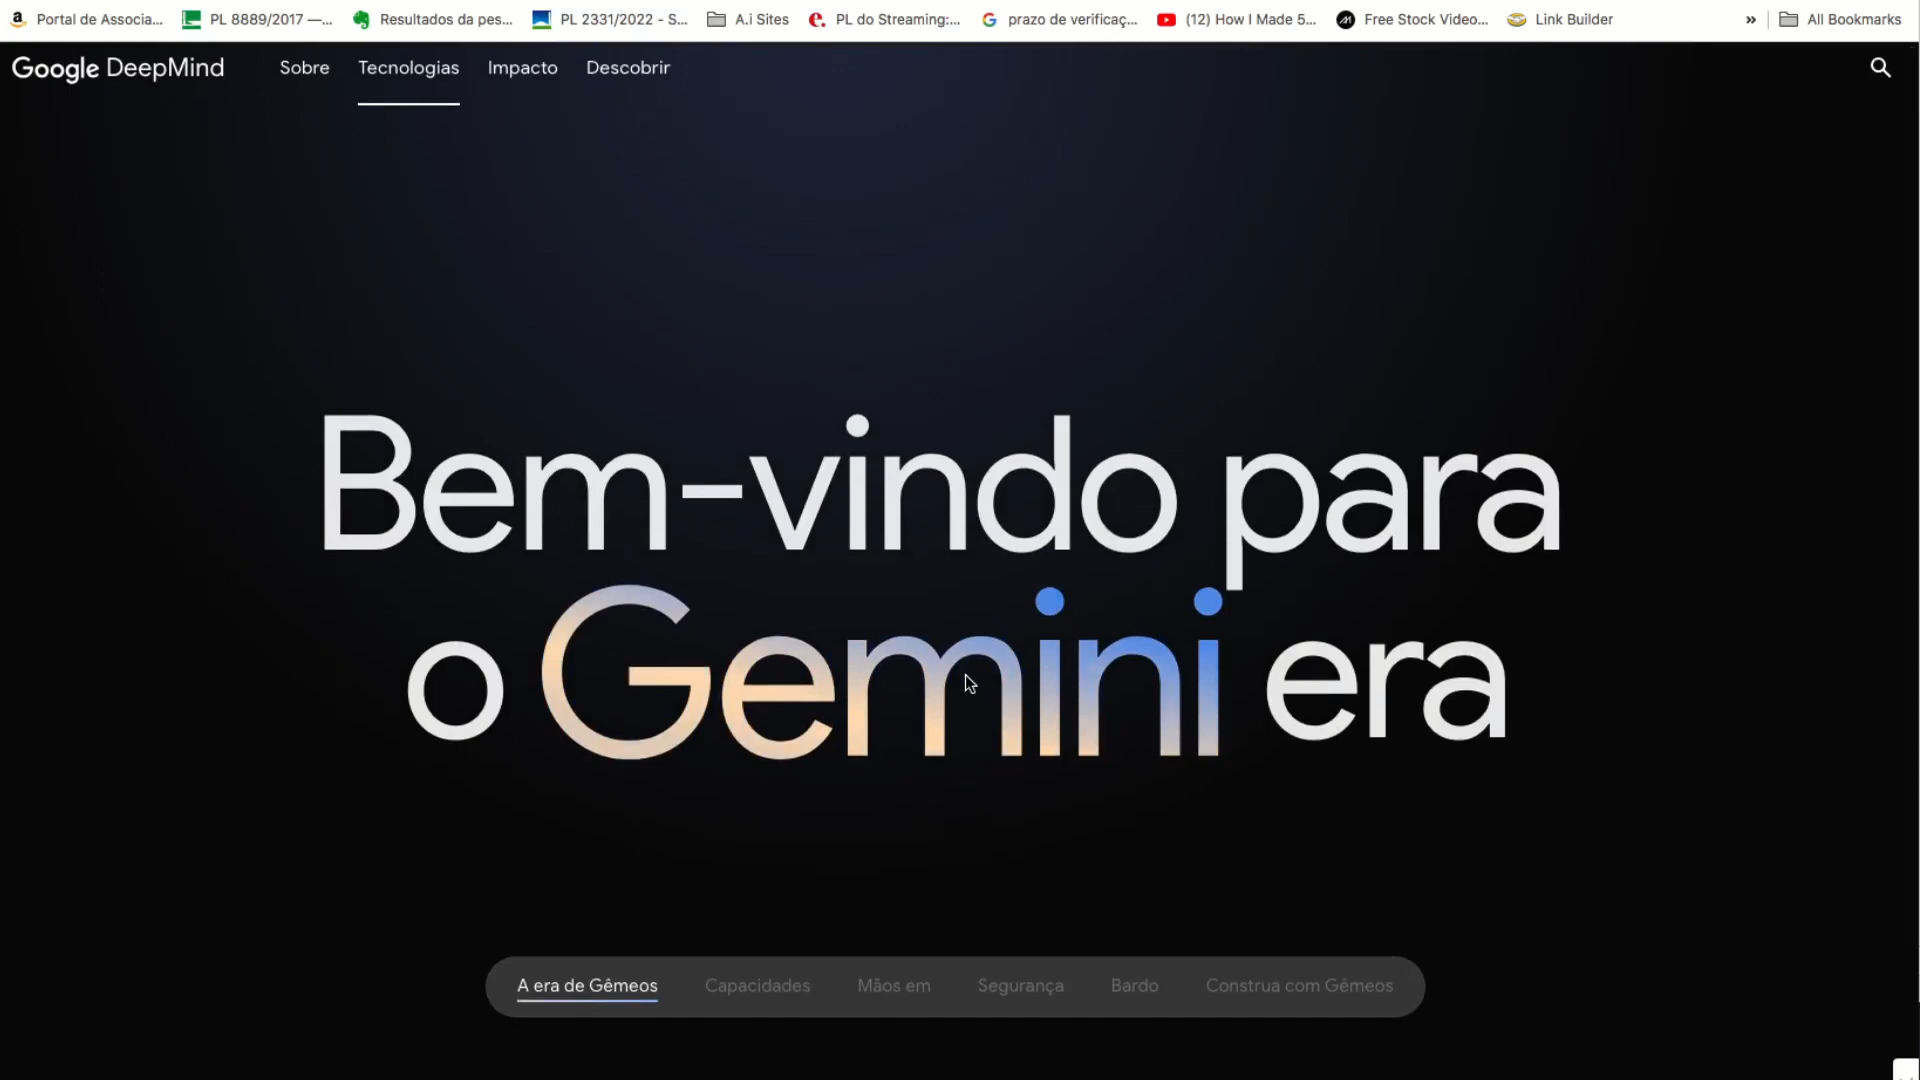 Portal de Associa...
PL 8889/2017 —...
Resultados da pes...
PL 2331/2022 - S...
A.i Sites
PL do Streaming:...
prazo de verificaç...
(12) How I Made 5...
Free Stock Video...
Link Builder
»
All Bookmarks
Google DeepMind
Sobre
Tecnologias
Impacto
Descobrir
Bem-vindo para
o Gemini era
A era de Gêmeos
Capacidades
Mãos em
Segurança
Bardo
Construa com Gêmeos